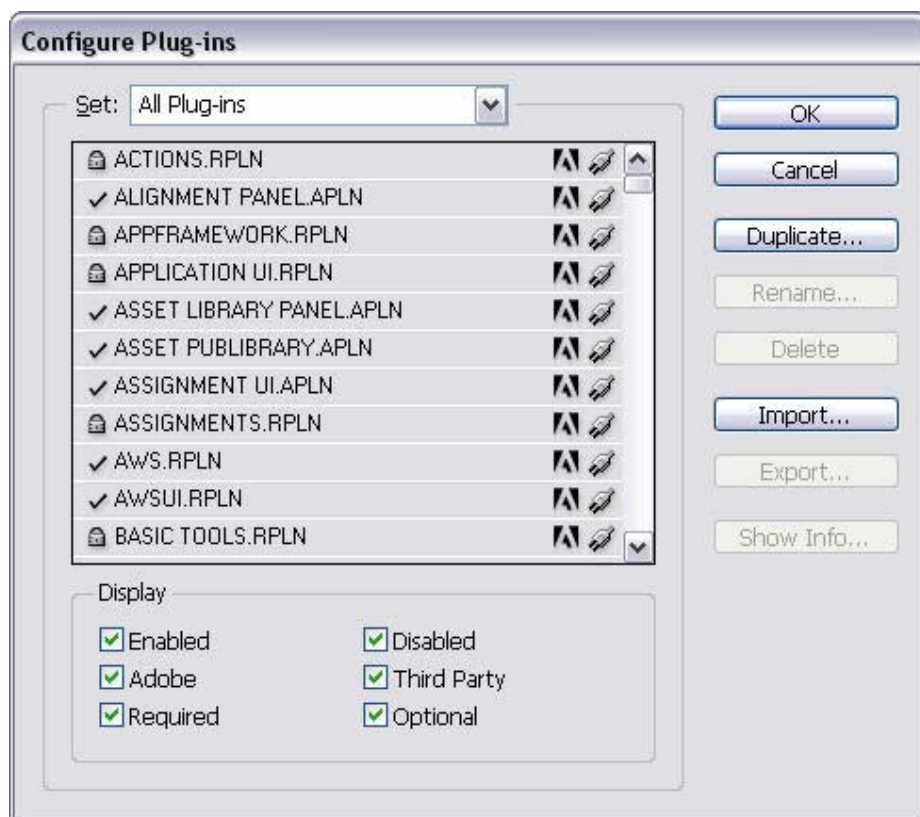 Configure Plug-ins
Set: All Plug-ins
ACTIONS.RPLN
ALIGNMENT PANEL.APLN
APPFRAMEWORK.RPLN
APPLICATION UI.RPLN
ASSET LIBRARY PANEL.APLN
ASSET PUBLIBRARY.APLN
ASSIGNMENT UI.APLN
ASSIGNMENTS.RPLN
AWS.RPLN
AWSUI.RPLN
BASIC TOOLS.RPLN
Display
Enabled
Disabled
Adobe
Third Party
Required
Optional
OK
Cancel
Duplicate...
Rename...
Delete
Import...
Export...
Show Info...